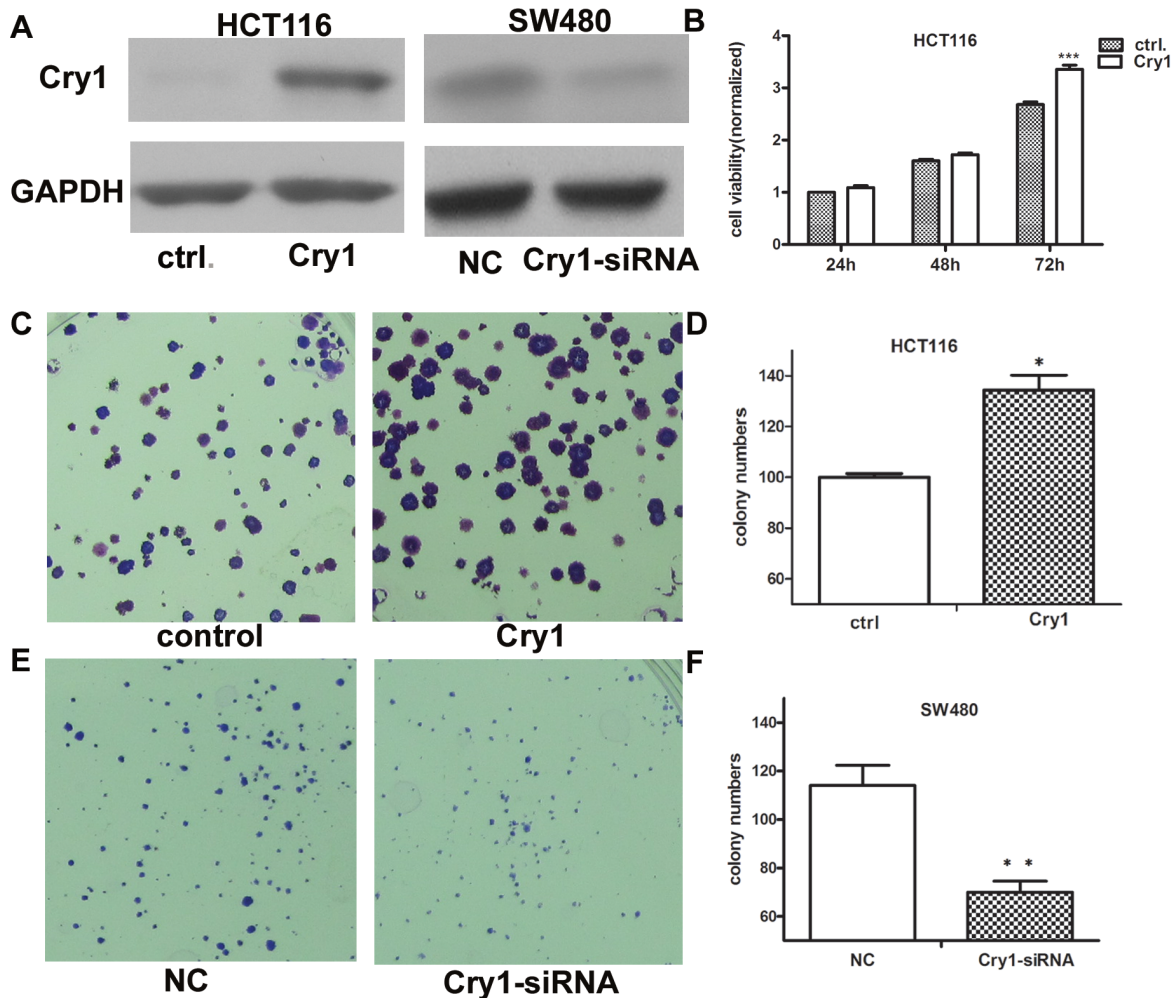 A
HCT116
SW480
Cry1
GAPDH
ctrl.
Cry1
NC
Cry1-siRNA
B
HCT116
ctrl.
Cry1
***
cell viability(normalized)
4
3
2
1
0
24h
48h
72h
C
control
Cry1
D
HCT116
*
colony numbers
140
120
100
80
60
ctrl
Cry1
E
NC
Cry1-siRNA
F
SW480
* *
colony numbers
140
120
100
80
60
NC
Cry1-siRNA